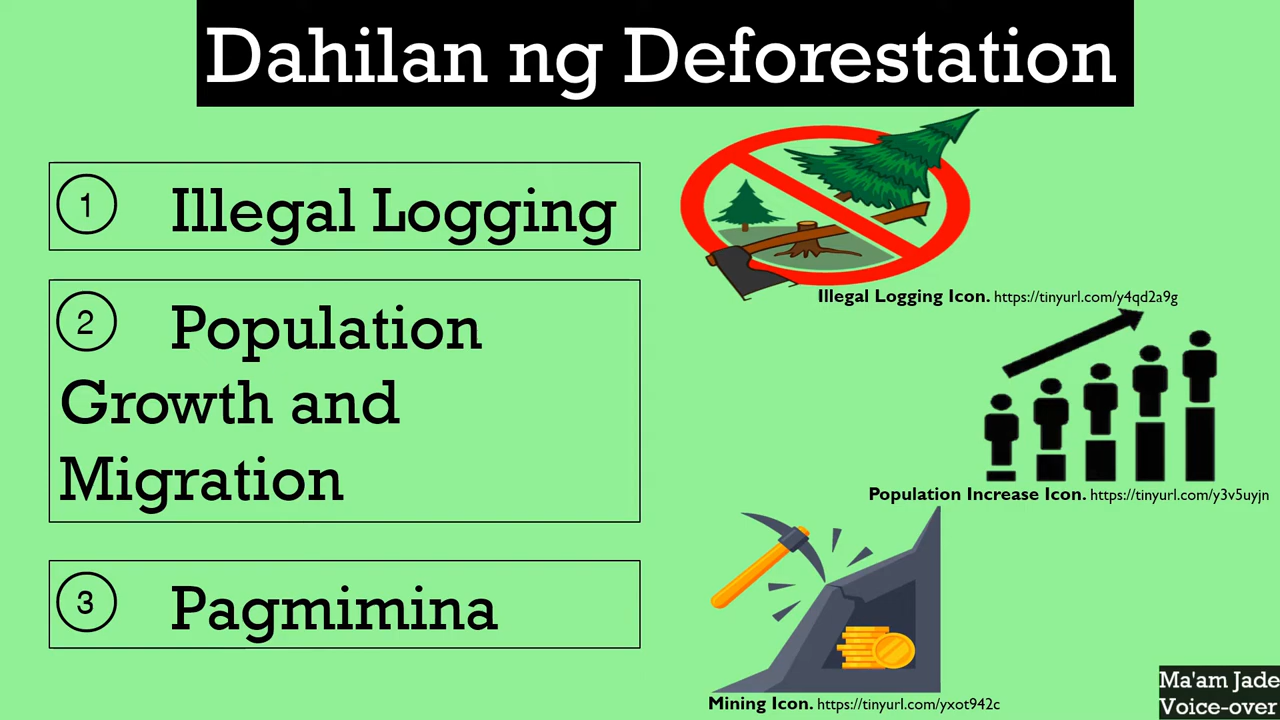 Dahilan ng Deforestation
1 Illegal Logging
Illegal Logging Icon. https://tinyurl.com/y4qd2a9g
2 Population
Growth and
Migration
Population Increase Icon. https://tinyurl.com/y3v5uyjn
3 Pagmimina
Mining Icon. https://tinyurl.com/yxot942c
Ma'am Jade
Voice-over